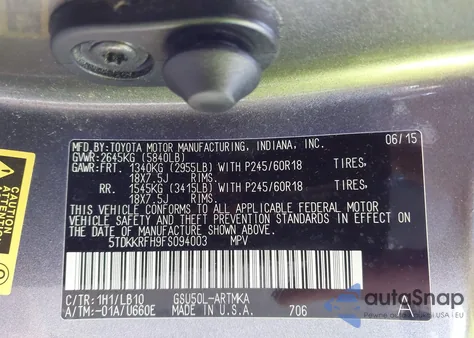 MFD.BY:TOYOTA MOTOR MANUFACTURING, INDIANA, INC. 06/15
GVWR:2645KG (5840LB)
GAWR:FRT. 1340KG (2955LB) WITH P245/60R18 TIRES,
18X7.5J RIMS.
RR. 1545KG (3415LB) WITH P245/60R18 TIRES,
18X7.5J RIMS.
THIS VEHICLE CONFORMS TO ALL APPLICABLE FEDERAL MOTOR
VEHICLE SAFETY AND THEFT PREVENTION STANDARDS IN
EFFECT ON THE DATE OF MANUFACTURE SHOWN ABOVE.
5TDKKRFH9FS094003 MPV
C/TR:1H1/LB10 GSU50L-ARTMKA
A/TM:-01A/U660E MADE IN U.S.A. 706 A
CAUTION
autoSnap